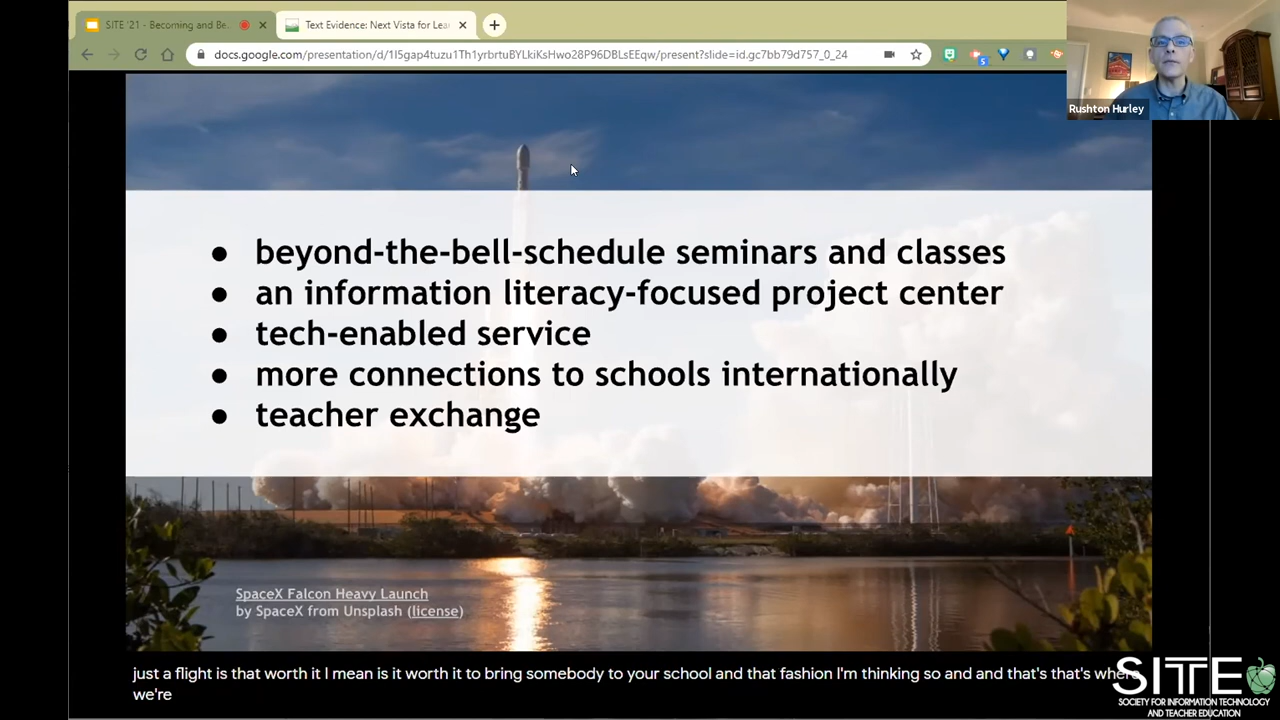 SITE '21 - Becoming and Be
Text Evidence: Next Vista for Lea
docs.google.com/presentation/d/1I5gap4tuzu1Th1yrbrtuBYLkiKsHwo28P96DBLsEEqw/present?slide=id.gc7bb79d757_0_24
5
Rushton Hurley
● beyond-the-bell-schedule seminars and classes
● an information literacy-focused project center
● tech-enabled service
● more connections to schools internationally
● teacher exchange
SpaceX Falcon Heavy Launch
by SpaceX from Unsplash (license)
just a flight is that worth it I mean is it worth it to bring somebody to your school and that fashion I'm thinking so and and that's that's where
we're
SITE
SOCIETY FOR INFORMATION TECHNOLOGY
AND TEACHER EDUCATION